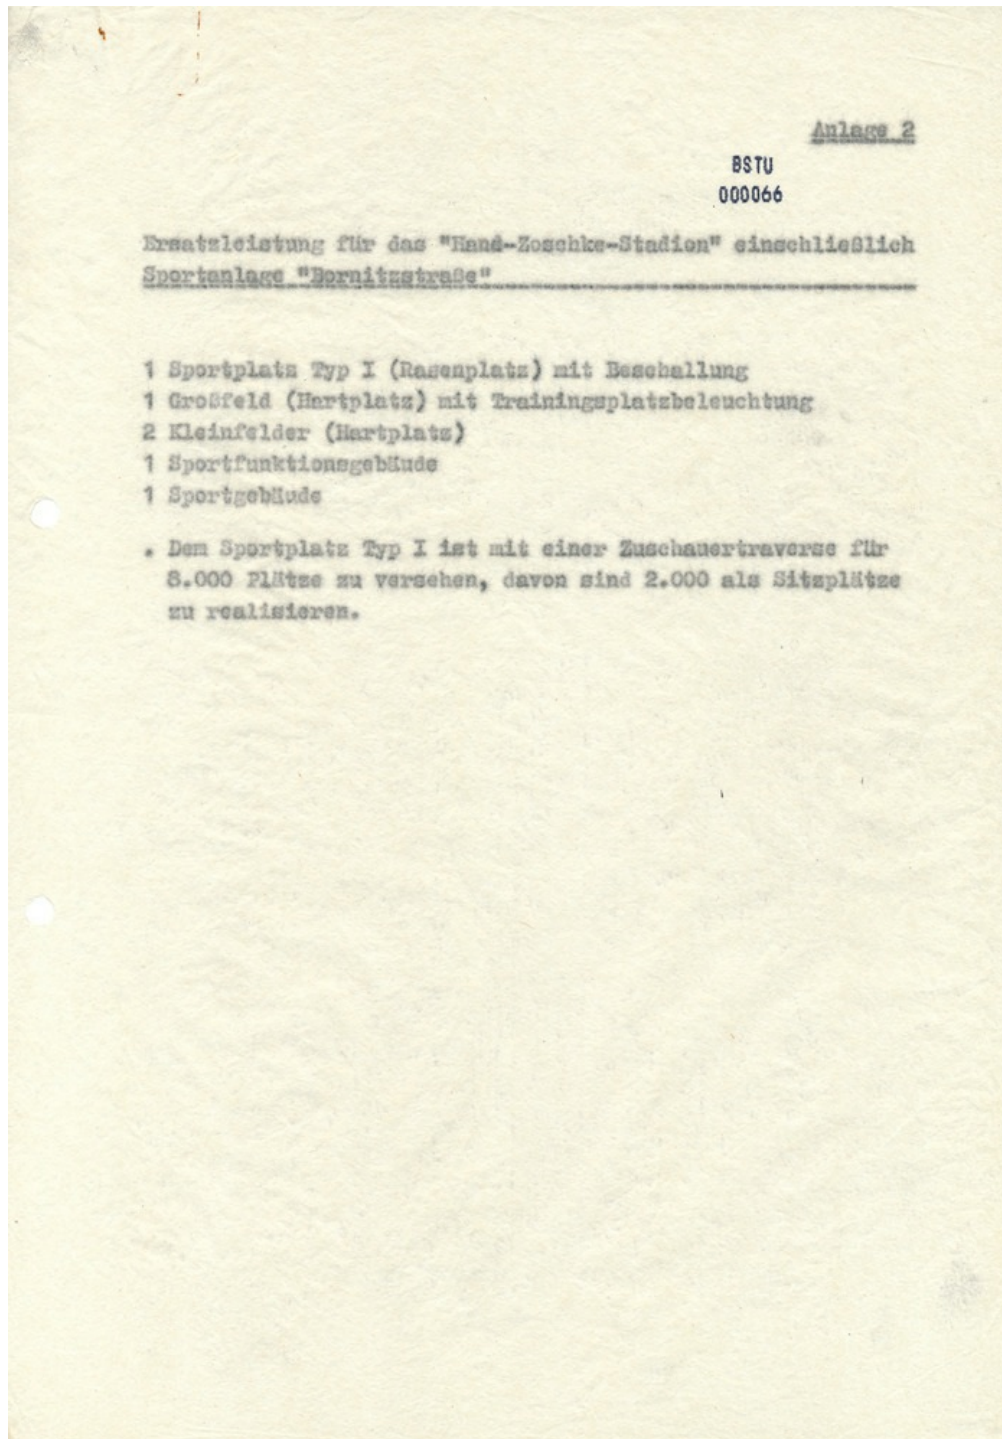 Anlage 2
BSTU
000066
Ersatzleistung für das "Hand-Zoschke-Stadion" einschließlich
Sportanlage "Bornitzstraße"
1 Sportplatz Typ I (Rasenplatz) mit Beschallung
1 Großfeld (Hartplatz) mit Trainingsplatzbeleuchtung
2 Kleinfelder (Hartplatz)
1 Sportfunktionsgebäude
1 Sportgebäude
. Dem Sportplatz Typ I ist mit einer Zuschauertraverse für
8.000 Plätze zu versehen, davon sind 2.000 als Sitzplätze
zu realisieren.